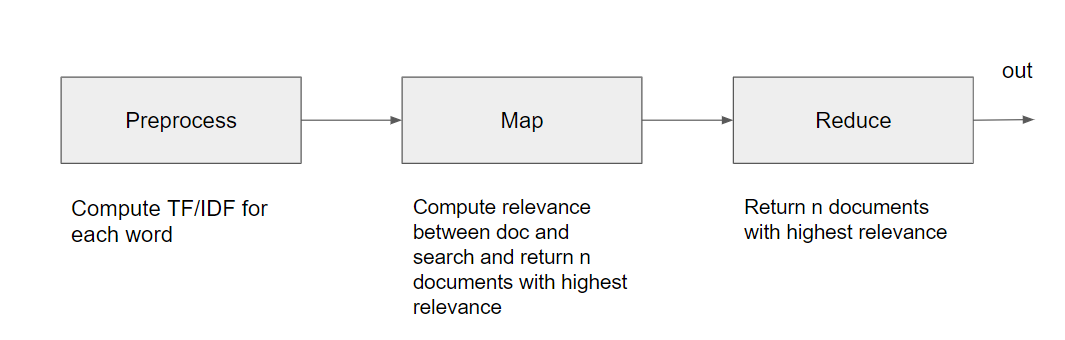 out
Preprocess
Map
Reduce
Compute TF/IDF for
each word
Compute relevance
between doc and
search and return n
documents with highest
relevance
Return n documents
with highest relevance